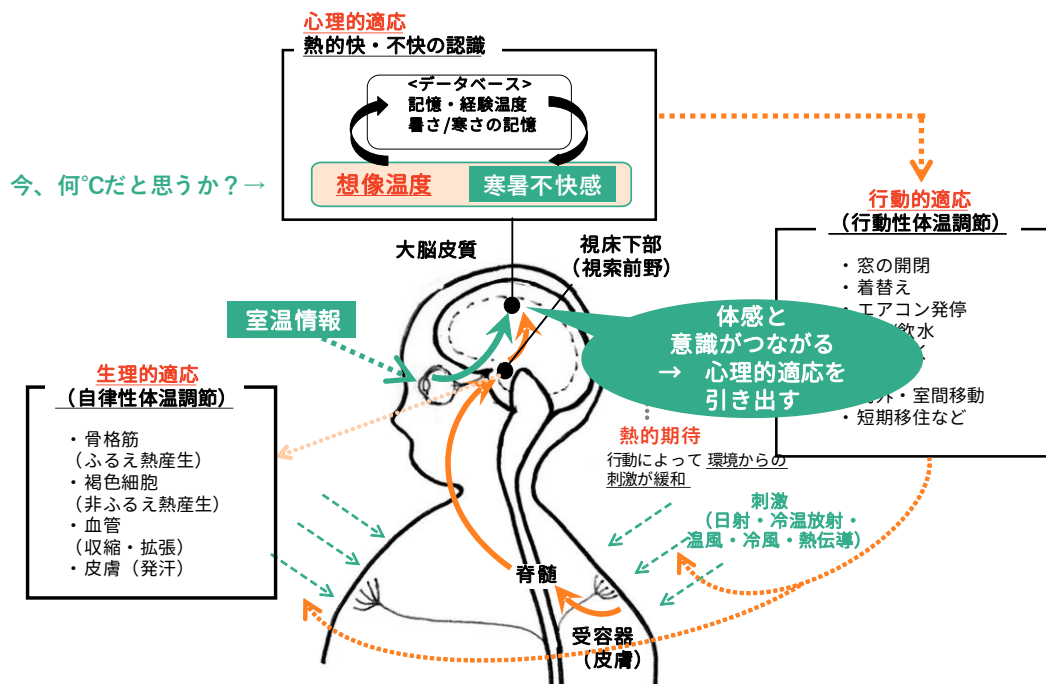 心理的適応
熱的快・不快の認識
<データベース>
記憶・経験温度
暑さ/寒さの記憶
今、何℃だと思うか？→
想像温度
寒暑不快感
行動的適応
（行動性体温調節）
・窓の開閉
・着替え
・エアコン発停
飲水
外・室間移動
・短期移住など
大脳皮質
視床下部
（視索前野）
室温情報
体感と
意識がつながる
→ 心理的適応を
引き出す
生理的適応
（自律性体温調節）
・骨格筋
（ふるえ熱産生）
・褐色細胞
（非ふるえ熱産生）
・血管
（収縮・拡張）
・皮膚（発汗）
熱的期待
行動によって 環境からの
刺激が緩和
刺激
（日射・冷温放射・
温風・冷風・熱伝導）
脊髄
受容器
（皮膚）